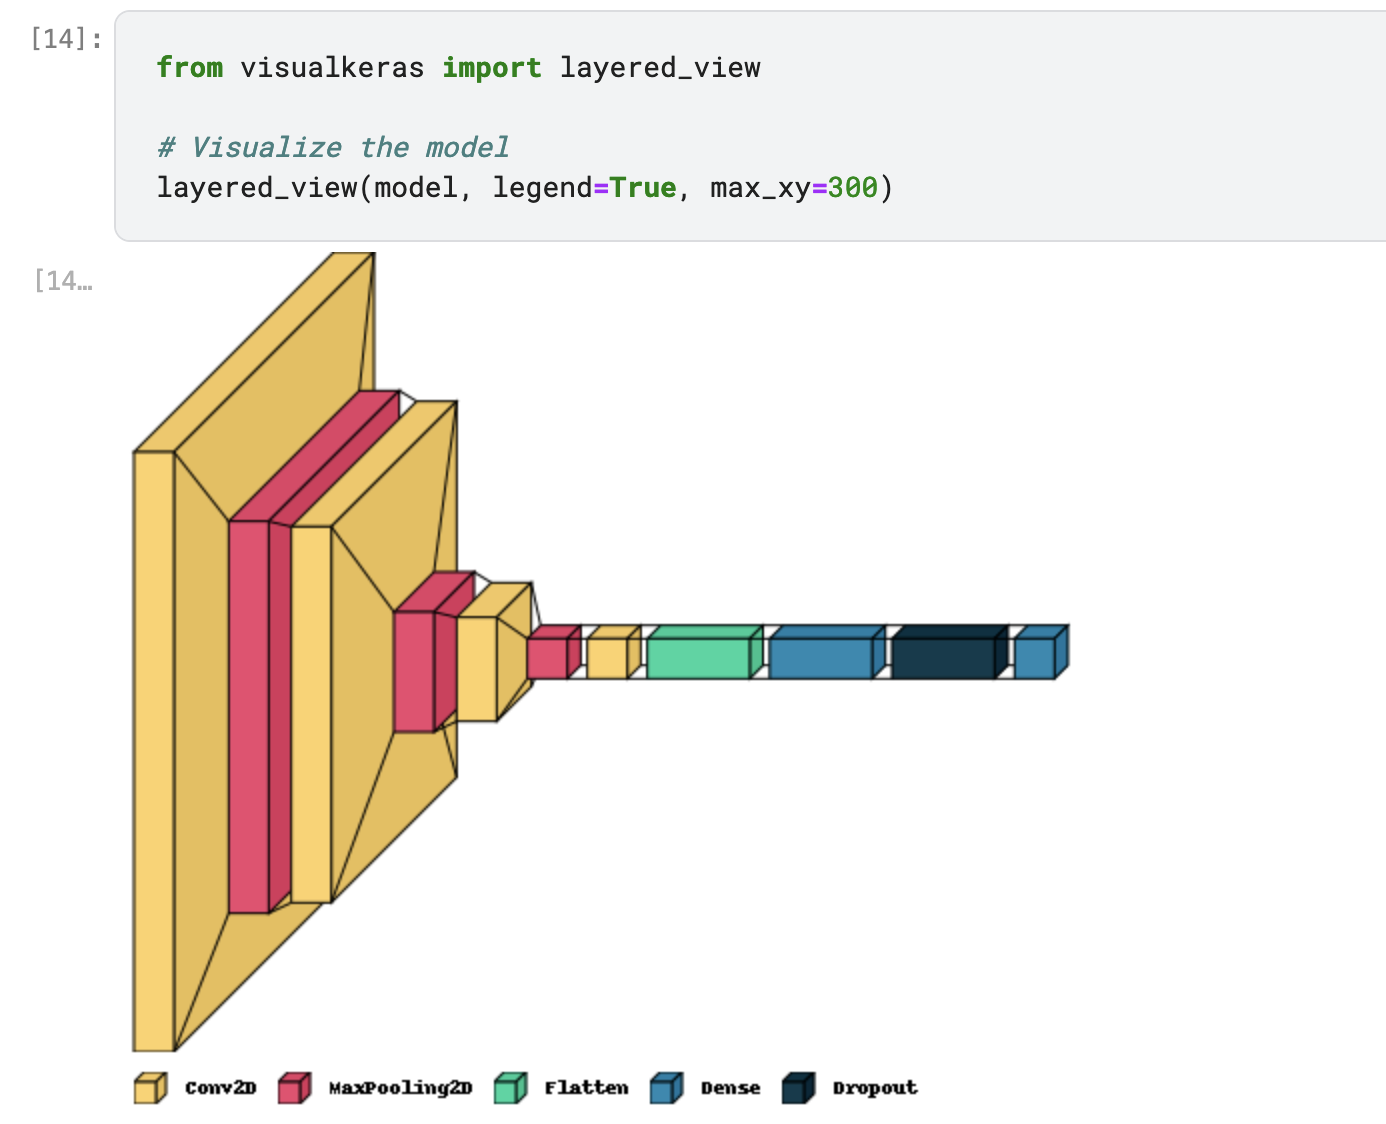 [14]:
from visualkeras import layered_view
# Visualize the model
layered_view(model, legend=True, max_xy=300)
[14…
Conv2D MaxPooling2D Flatten Dense Dropout